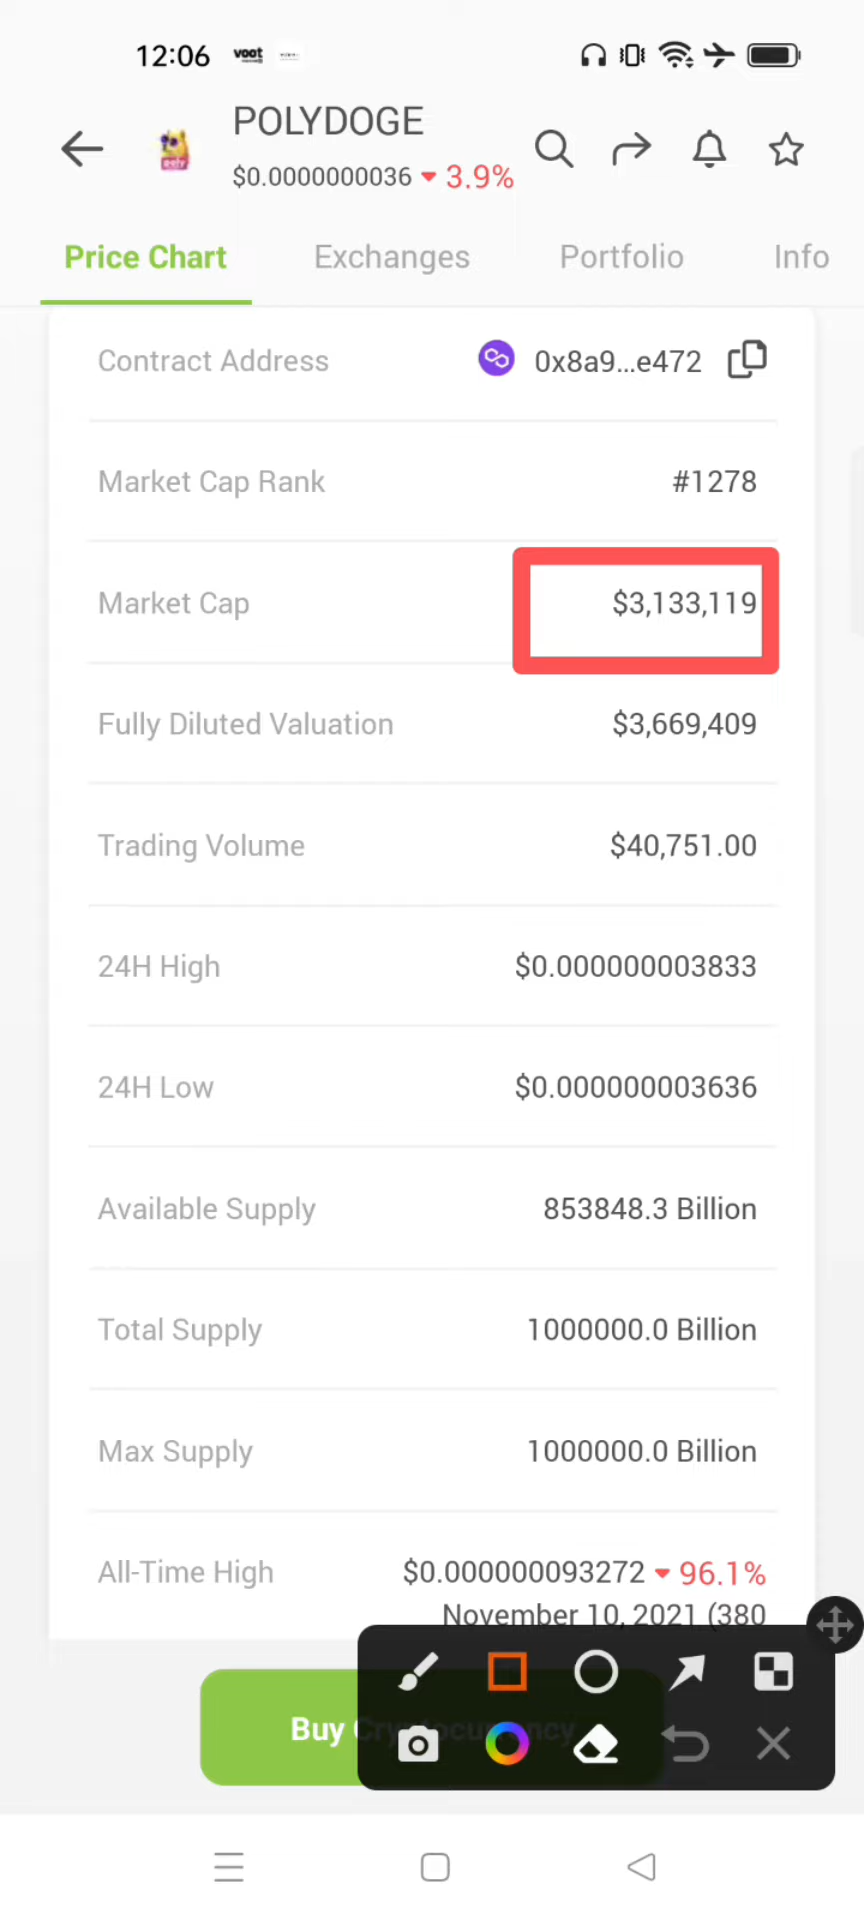 12:06 voot
POLYDOGE
$0.0000000036 3.9%
Price Chart Exchanges Portfolio Info
Contract Address 0x8a9...e472
Market Cap Rank #1278
Market Cap $3,133,119
Fully Diluted Valuation $3,669,409
Trading Volume $40,751.00
24H High $0.000000003833
24H Low $0.000000003636
Available Supply 853848.3 Billion
Total Supply 1000000.0 Billion
Max Supply 1000000.0 Billion
All-Time High $0.000000093272 96.1%
November 10, 2021 (380
Buy Cryptocurrency